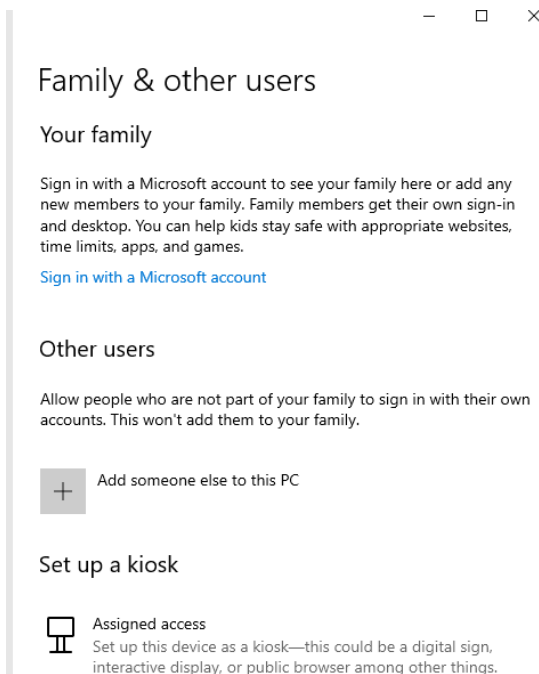 Family & other users
Your family
Sign in with a Microsoft account to see your family here or add any
new members to your family. Family members get their own sign-in
and desktop. You can help kids stay safe with appropriate websites,
time limits, apps, and games.
Sign in with a Microsoft account
Other users
Allow people who are not part of your family to sign in with their own
accounts. This won't add them to your family.
Add someone else to this PC
Set up a kiosk
Assigned access
Set up this device as a kiosk—this could be a digital sign,
interactive display, or public browser among other things.